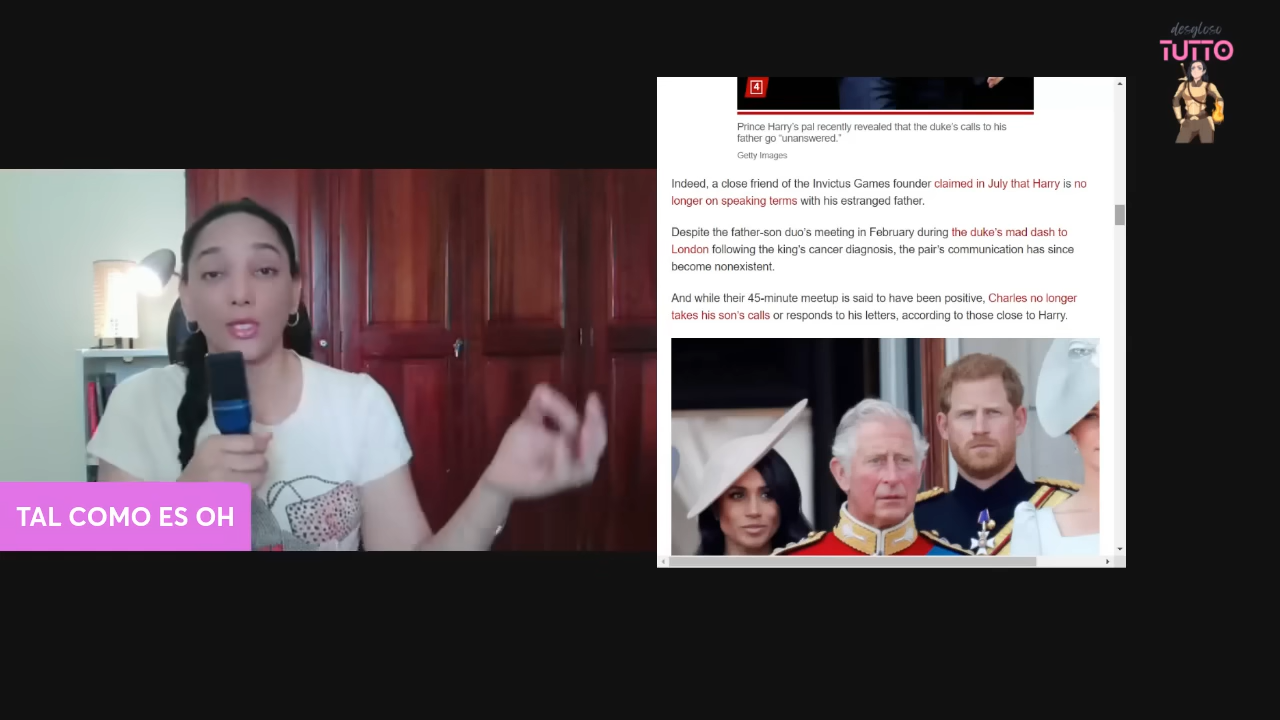 desgloso
TUTTO
4
Prince Harry's pal recently revealed that the duke's calls to his
father go “unanswered.”
Getty Images
Indeed, a close friend of the Invictus Games founder claimed in July that Harry is no
longer on speaking terms with his estranged father.
Despite the father-son duo's meeting in February during the duke's mad dash to
London following the king's cancer diagnosis, the pair's communication has since
become nonexistent.
And while their 45-minute meetup is said to have been positive, Charles no longer
takes his son's calls or responds to his letters, according to those close to Harry.
TAL COMO ES OH